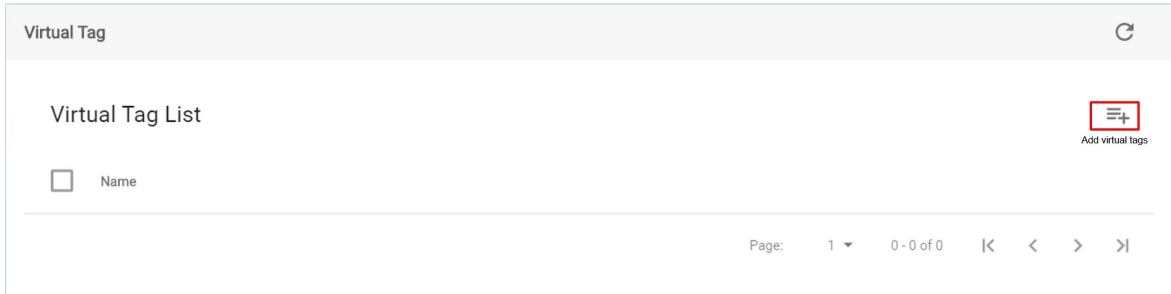 Virtual Tag
Virtual Tag List
Add virtual tags
Name
Page: 1 0 - 0 of 0